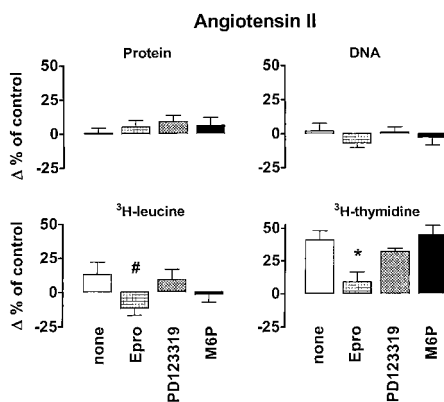 Angiotensin II
Protein
DNA
Δ % of control
50
25
0
-25
50
25
0
-25
³H-leucine
³H-thymidine
Δ % of control
50
25
0
-25
#
50
25
0
-25
*
none
Epro
PD123319
M6P
none
Epro
PD123319
M6P